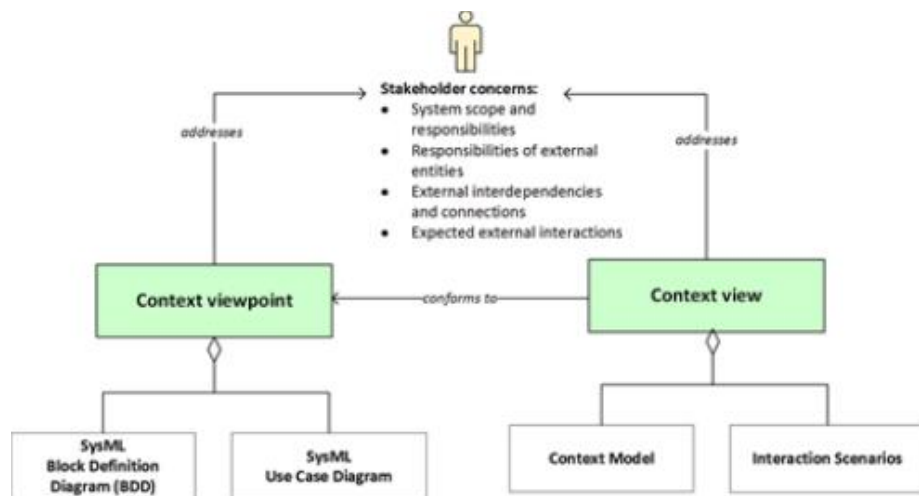 Stakeholder concerns:
● System scope and
responsibilities
● Responsibilities of external
entities
● External interdependencies
and connections
● Expected external interactions
addresses
addresses
Context viewpoint
conforms to
Context view
SysML
Block Definition
Diagram (BDD)
SysML
Use Case Diagram
Context Model
Interaction Scenarios